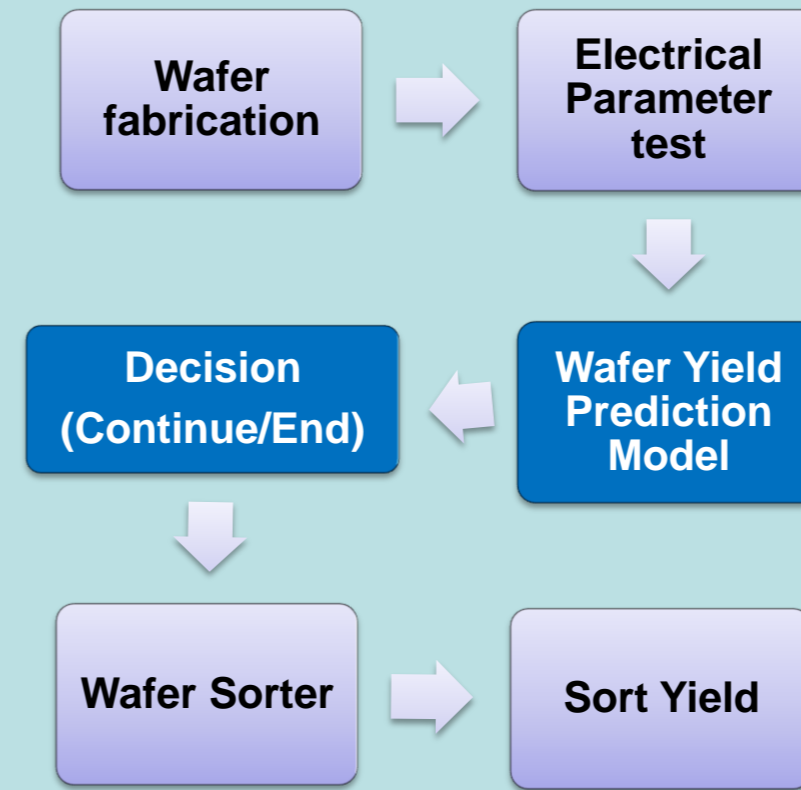 Wafer
fabrication
Electrical
Parameter
test
Wafer Yield
Prediction
Model
Decision
(Continue/End)
Wafer Sorter
Sort Yield